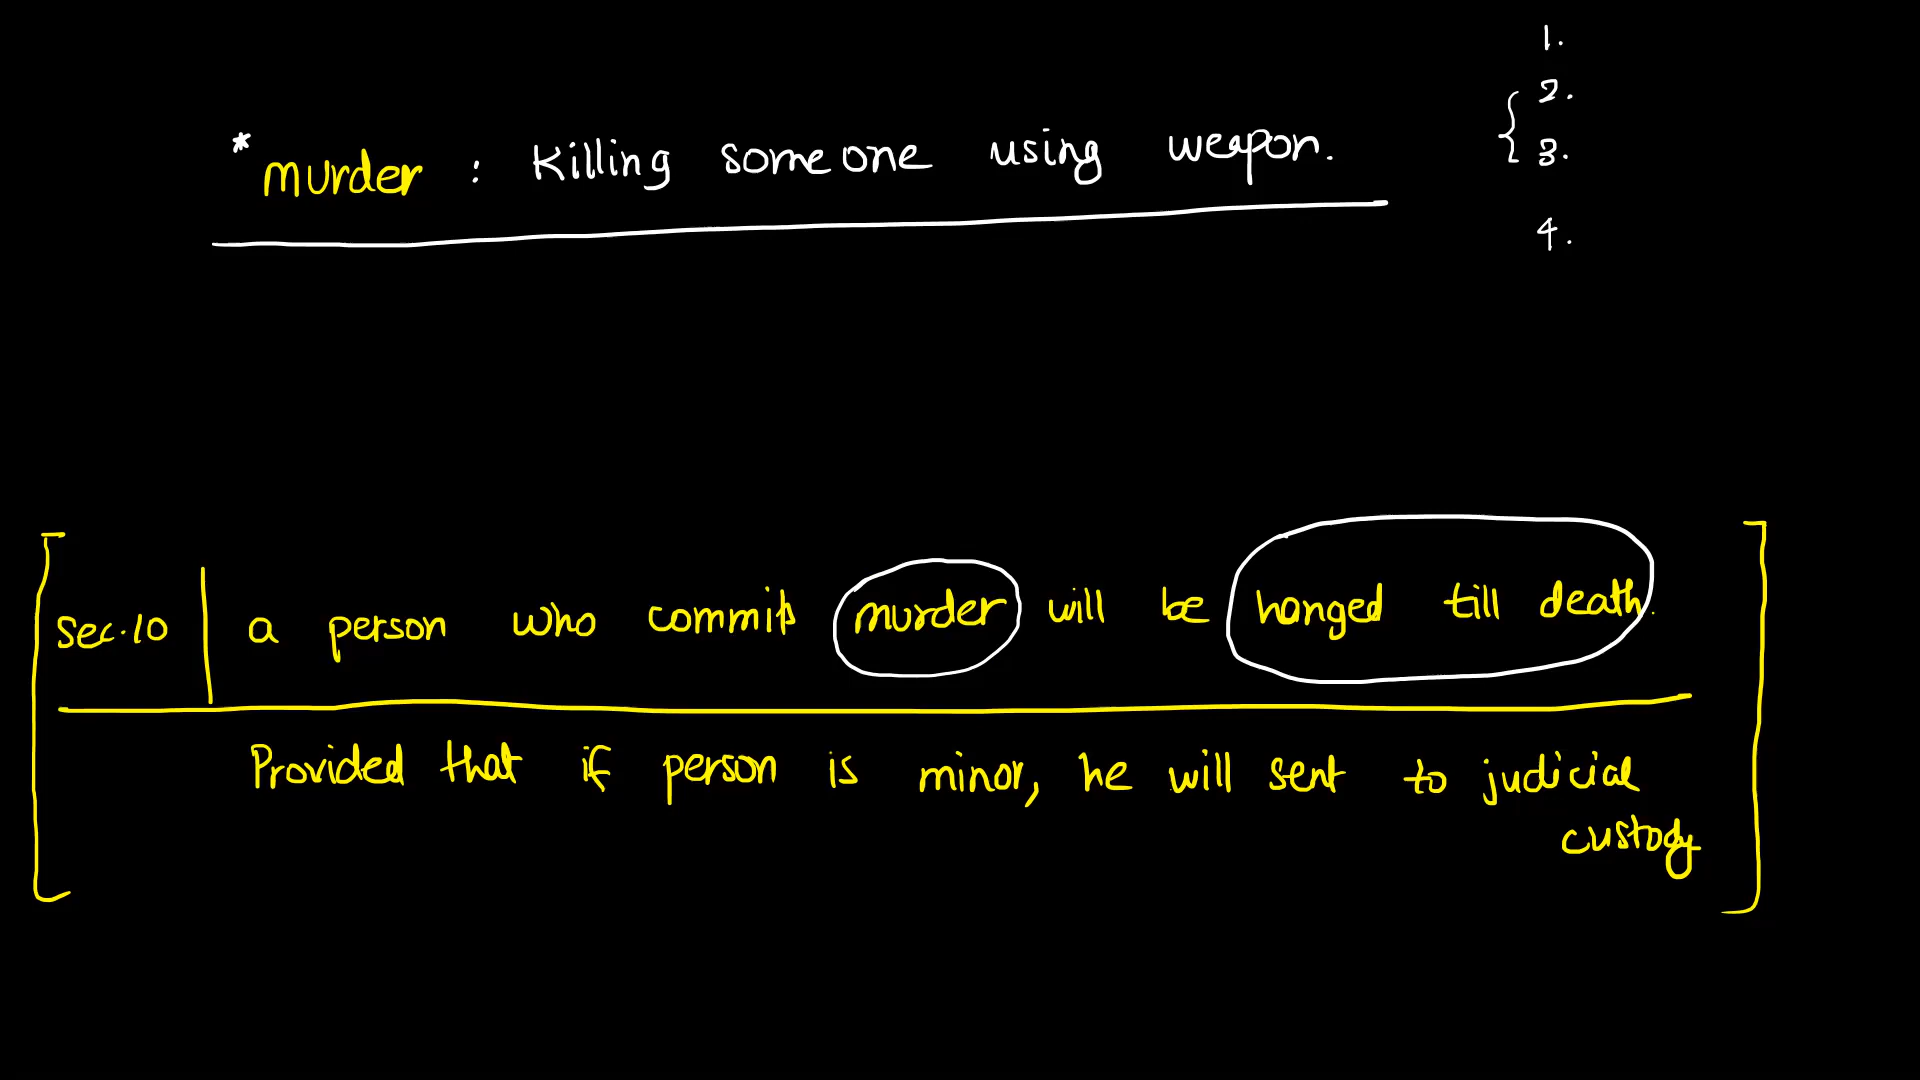 1.
2.
* murder : Killing someone using weapon.
3.
4.
Sec.10 a person who commits murder will be hanged till death.
Provided that if person is minor, he will sent to judicial
custody